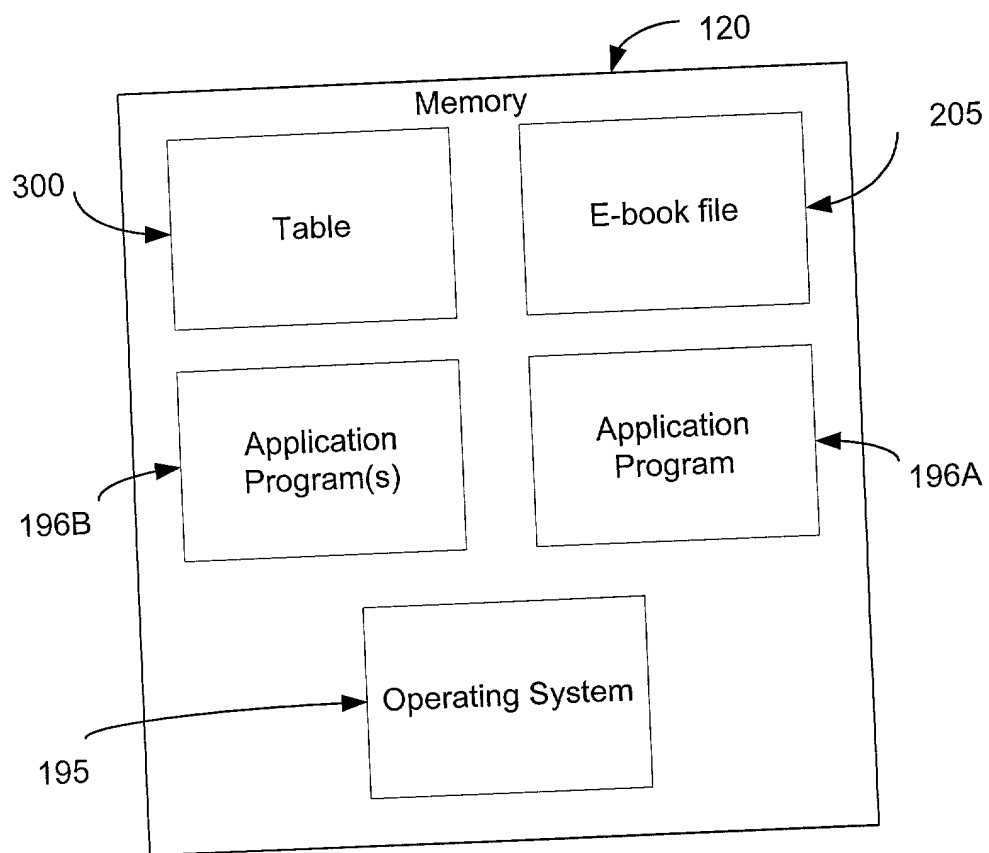 120
Memory
205
300
Table
E-book file
Application
Program(s)
Application
Program
196B
196A
Operating System
195